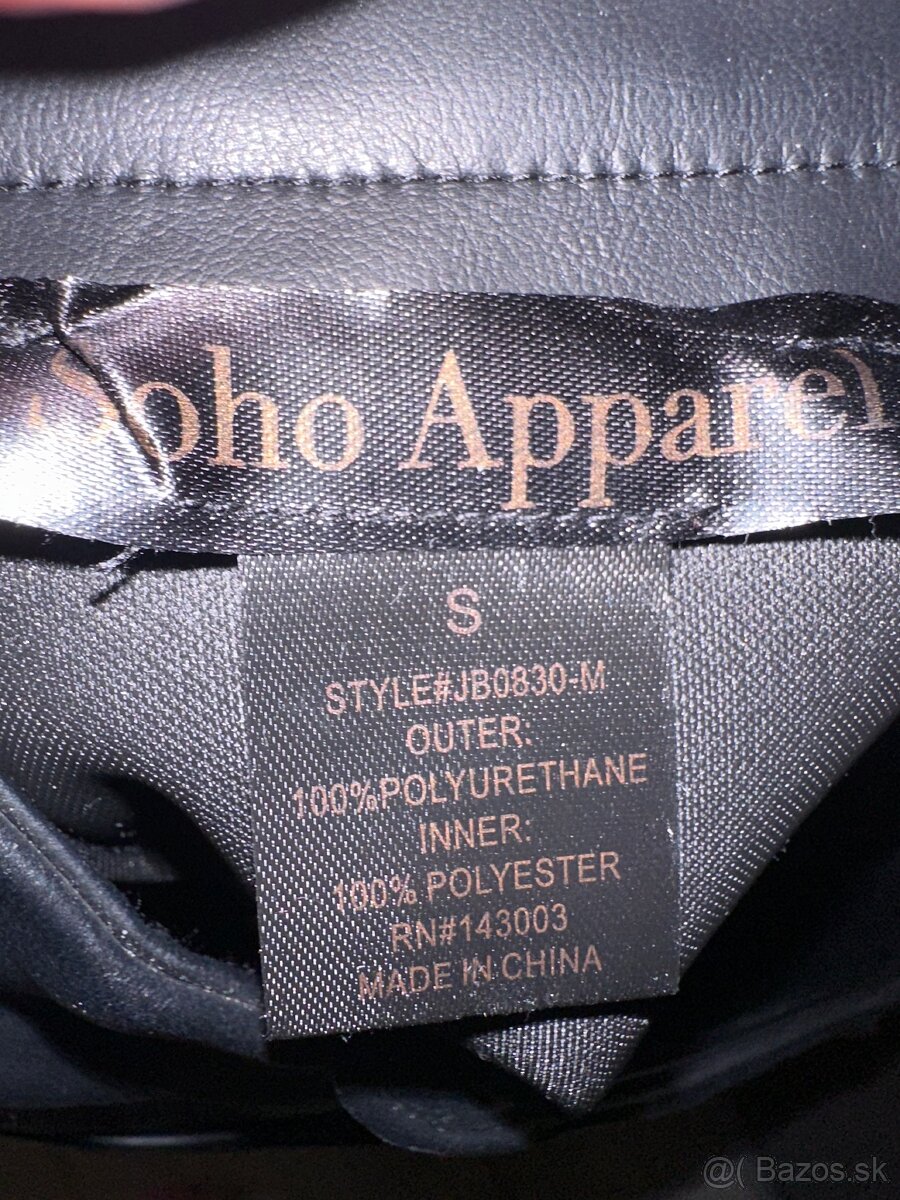 Soho Apparel
S
STYLE#JB0830-M
OUTER:
100%POLYURETHANE
INNER:
100% POLYESTER
RN#143003
MADE IN CHINA
@( Bazos.sk